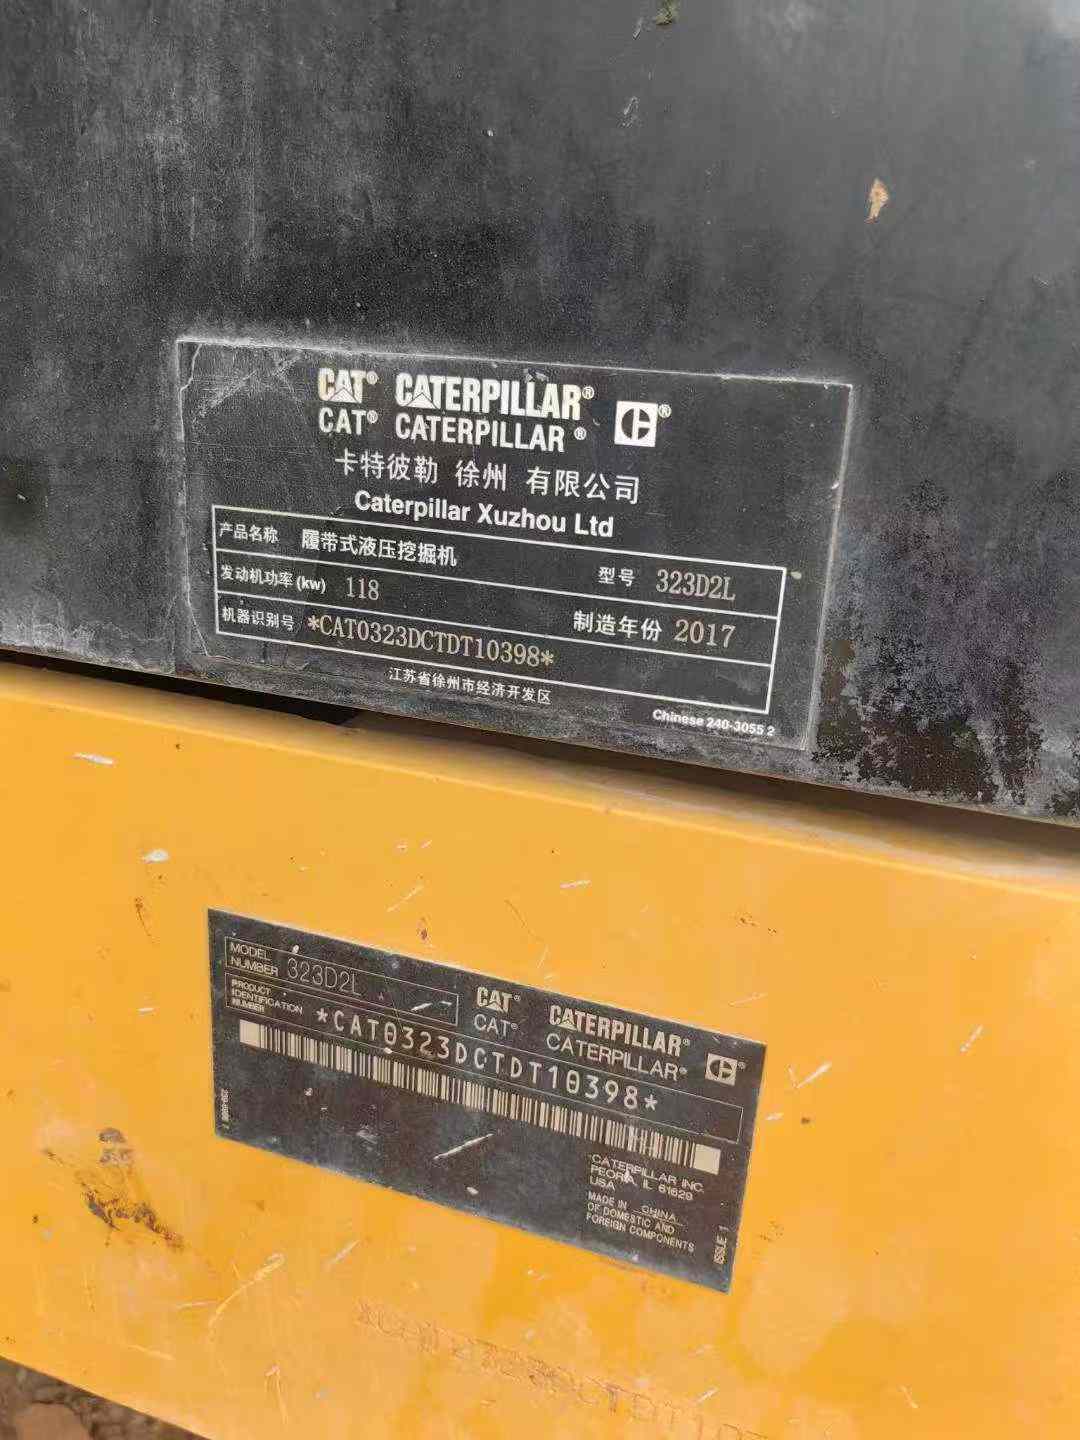 CAT® CATERPILLAR®
CAT® CATERPILLAR®
卡特彼勒 徐州 有限公司
Caterpillar Xuzhou Ltd
产品名称 履带式液压挖掘机 型号 323D2L
发动机功率(kw) 118 制造年份 2017
机器识别号 *CAT0323DCTDT10398*
江苏省徐州市经济开发区
Chinese 240-3055 2
MODEL NUMBER 323D2L
PRODUCT IDENTIFICATION NUMBER *CAT0323DCTDT10398*
CAT® CATERPILLAR®
CAT® CATERPILLAR®
CATERPILLAR INC.
PEORIA, IL 61629
USA
MADE IN CHINA
OF DOMESTIC AND
FOREIGN COMPONENTS
ISSUE 1